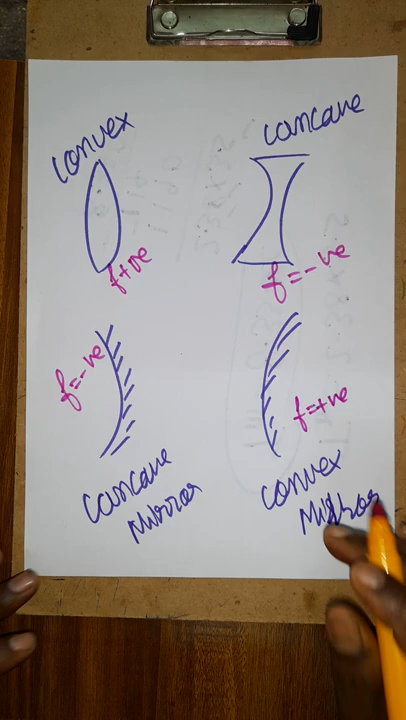 convex
concave
f+ve
f=-ve
f=-ve
f=+ve
concave
Mirror
convex
Mirror